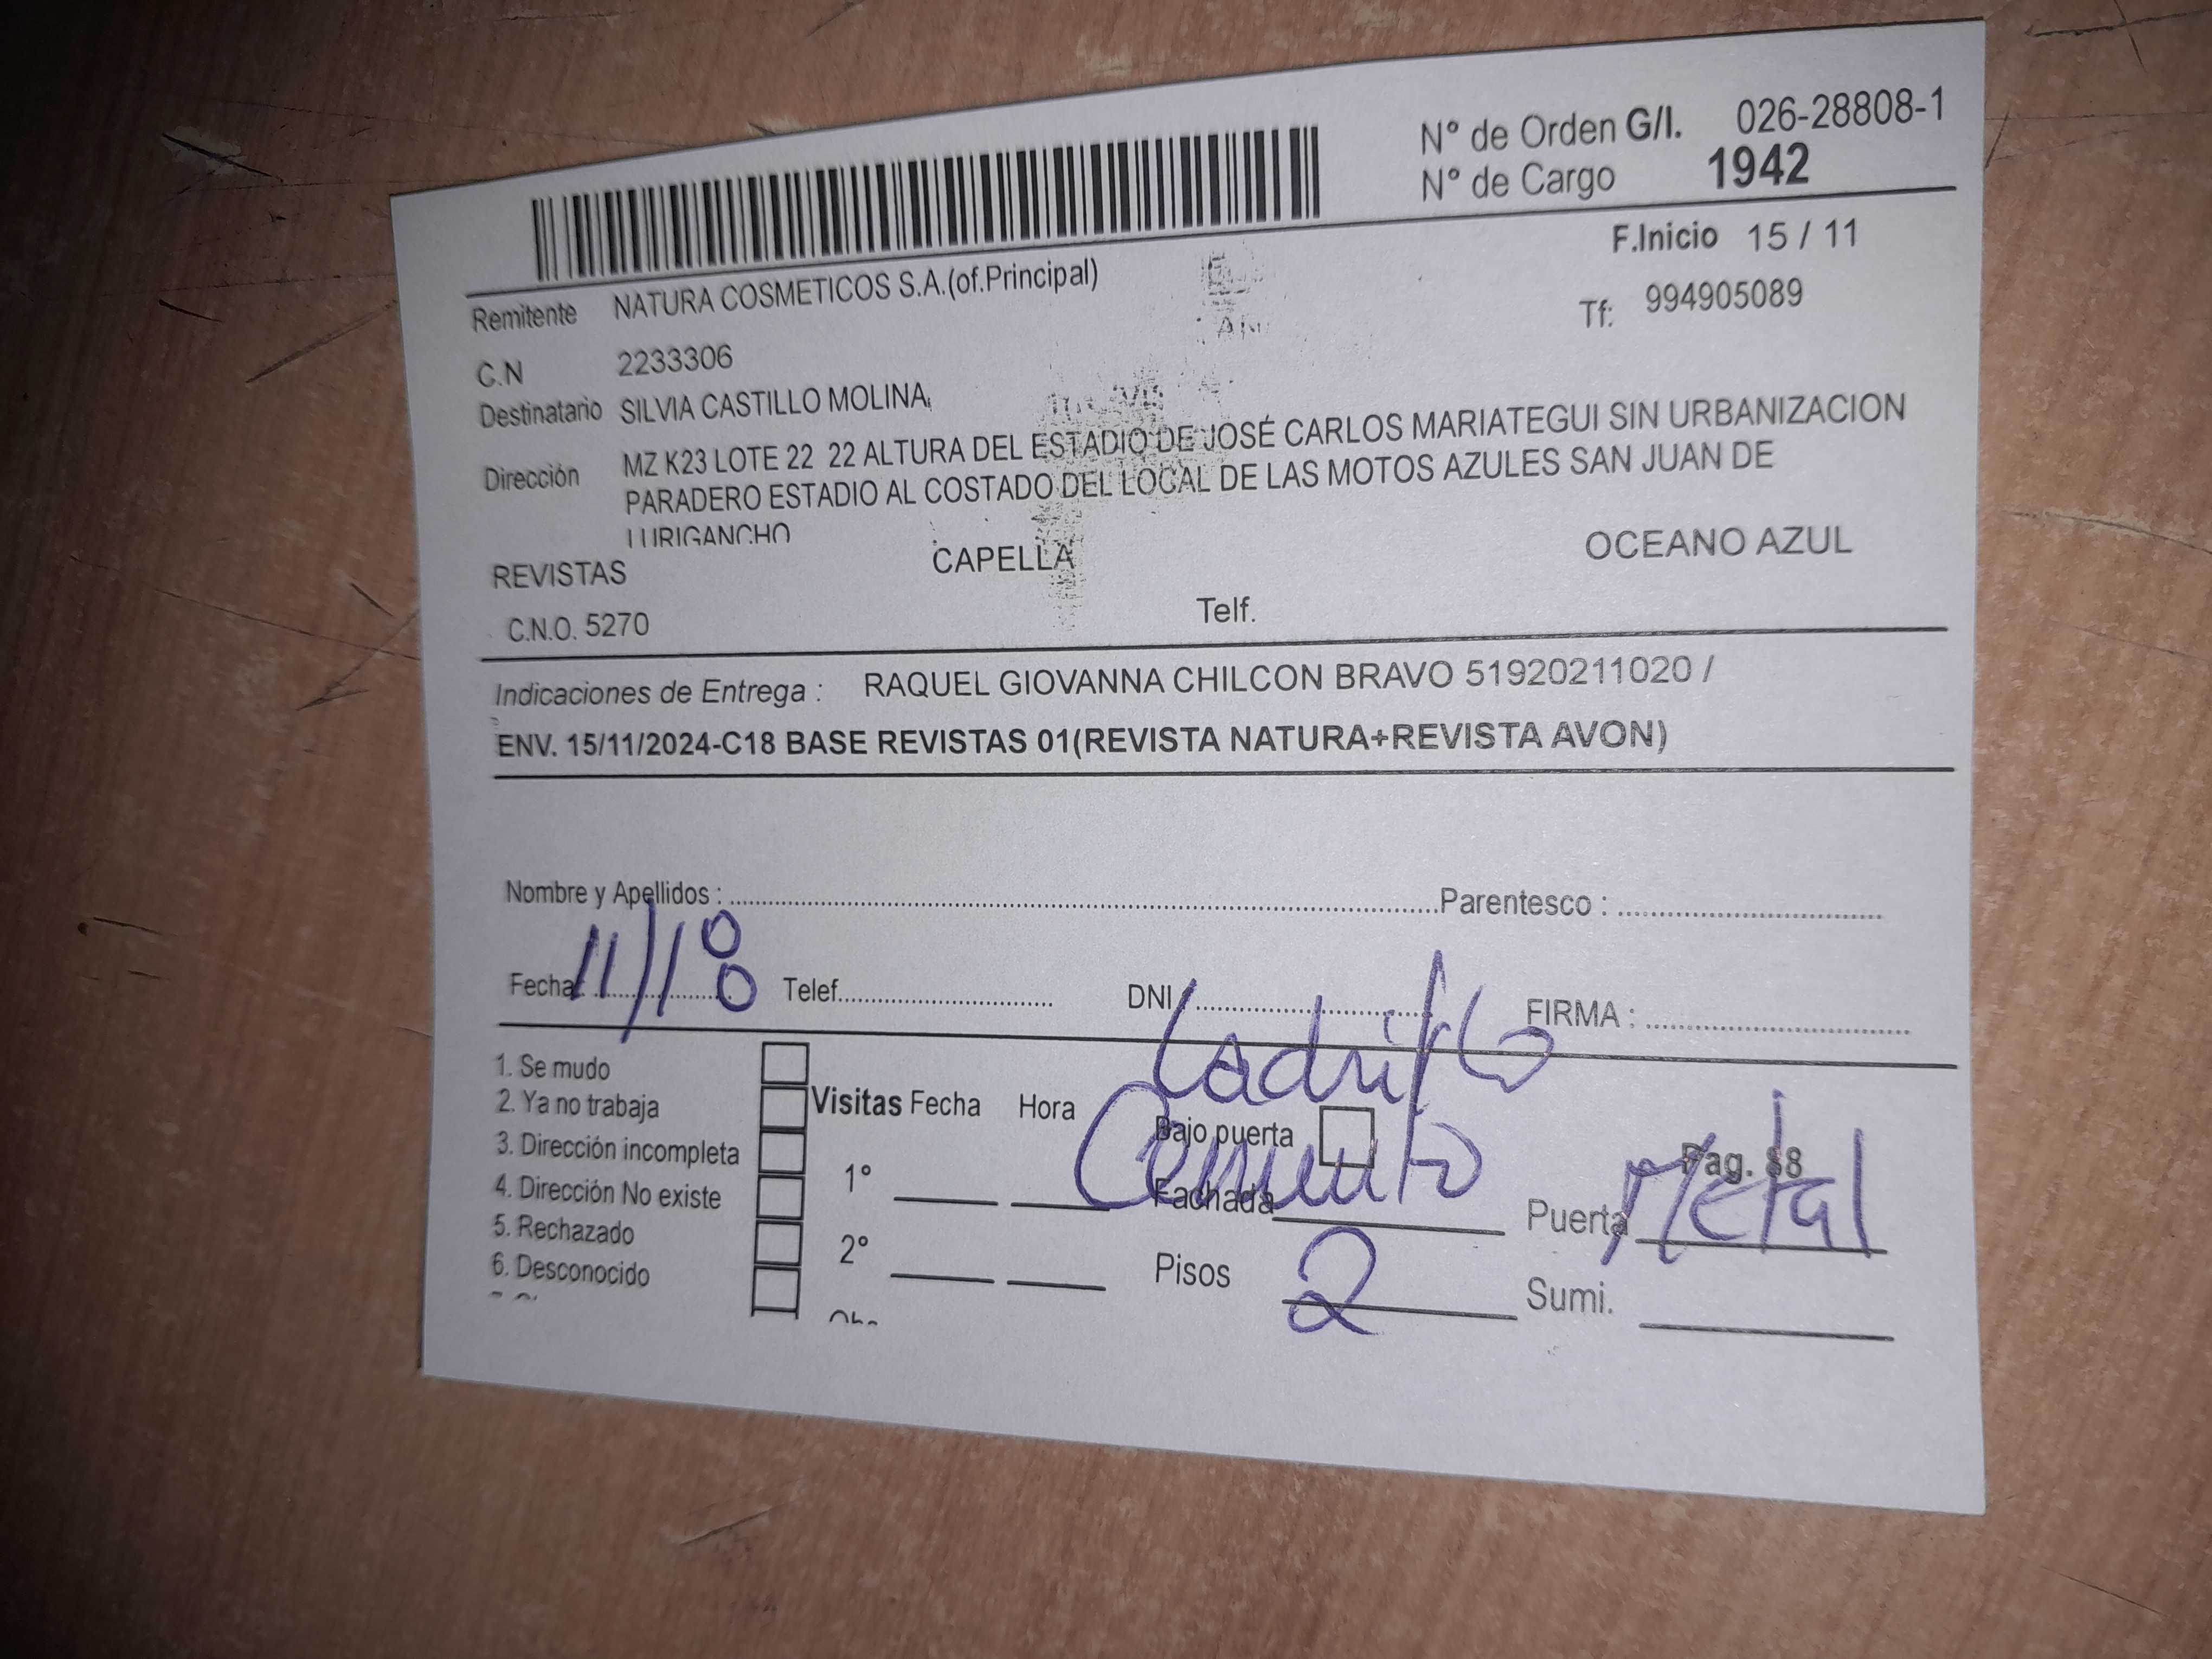 N° de Orden G/I. 026-28808-1
N° de Cargo 1942
F.Inicio 15 / 11
Remitente NATURA COSMETICOS S.A.(of.Principal)
Tf: 994905089
C.N 2233306
Destinatario SILVIA CASTILLO MOLINA,
Dirección MZ K23 LOTE 22 22 ALTURA DEL ESTADIO DE JOSÉ CARLOS MARIATEGUI SIN URBANIZACION
PARADERO ESTADIO AL COSTADO DEL LOCAL DE LAS MOTOS AZULES SAN JUAN DE
LURIGANCHO
REVISTAS CAPELLA OCEANO AZUL
C.N.O. 5270 Telf.
Indicaciones de Entrega : RAQUEL GIOVANNA CHILCON BRAVO 51920211020 /
ENV. 15/11/2024-C18 BASE REVISTAS 01(REVISTA NATURA+REVISTA AVON)
Nombre y Apellidos : Parentesco :
Fecha 11/18 Telef. DNI : FIRMA :
Ladrillo
1. Se mudo
2. Ya no trabaja
Visitas Fecha Hora
Bajo puerta
Cemento
3. Dirección incompleta
Pag. 88
4. Dirección No existe
1°
Fachada
Puerta Metal
5. Rechazado
2°
6. Desconocido
Pisos 2
Sumi.